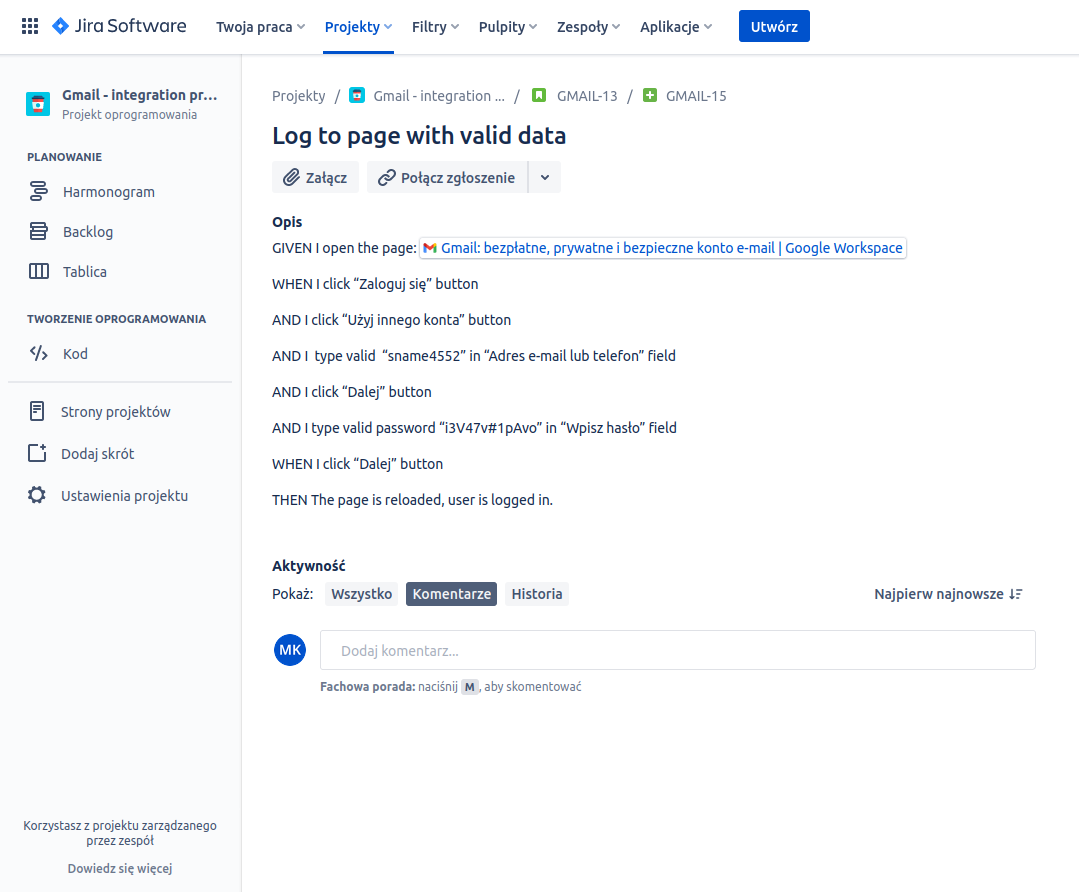 Jira Software Twoja praca Projekty Filtry Pulpity Zespoły Aplikacje Utwórz
Gmail - integration pr...
Projekt oprogramowania
PLANOWANIE
Harmonogram
Backlog
Tablica
TWORZENIE OPROGRAMOWANIA
Kod
Strony projektów
Dodaj skrót
Ustawienia projektu
Korzystasz z projektu zarządzanego
przez zespół
Dowiedz się więcej
Projekty / Gmail - integration ... / GMAIL-13 / GMAIL-15
Log to page with valid data
Załącz Połącz zgłoszenie
Opis
GIVEN I open the page: Gmail: bezpłatne, prywatne i bezpieczne konto e-mail | Google Workspace
WHEN I click “Zaloguj się” button
AND I click “Użyj innego konta” button
AND I type valid “sname4552” in “Adres e-mail lub telefon” field
AND I click “Dalej” button
AND I type valid password “i3V47v#1pAvo” in “Wpisz hasło” field
WHEN I click “Dalej” button
THEN The page is reloaded, user is logged in.
Aktywność
Pokaż: Wszystko Komentarze Historia Najpierw najnowsze
MK Dodaj komentarz...
Fachowa porada: naciśnij M, aby skomentować